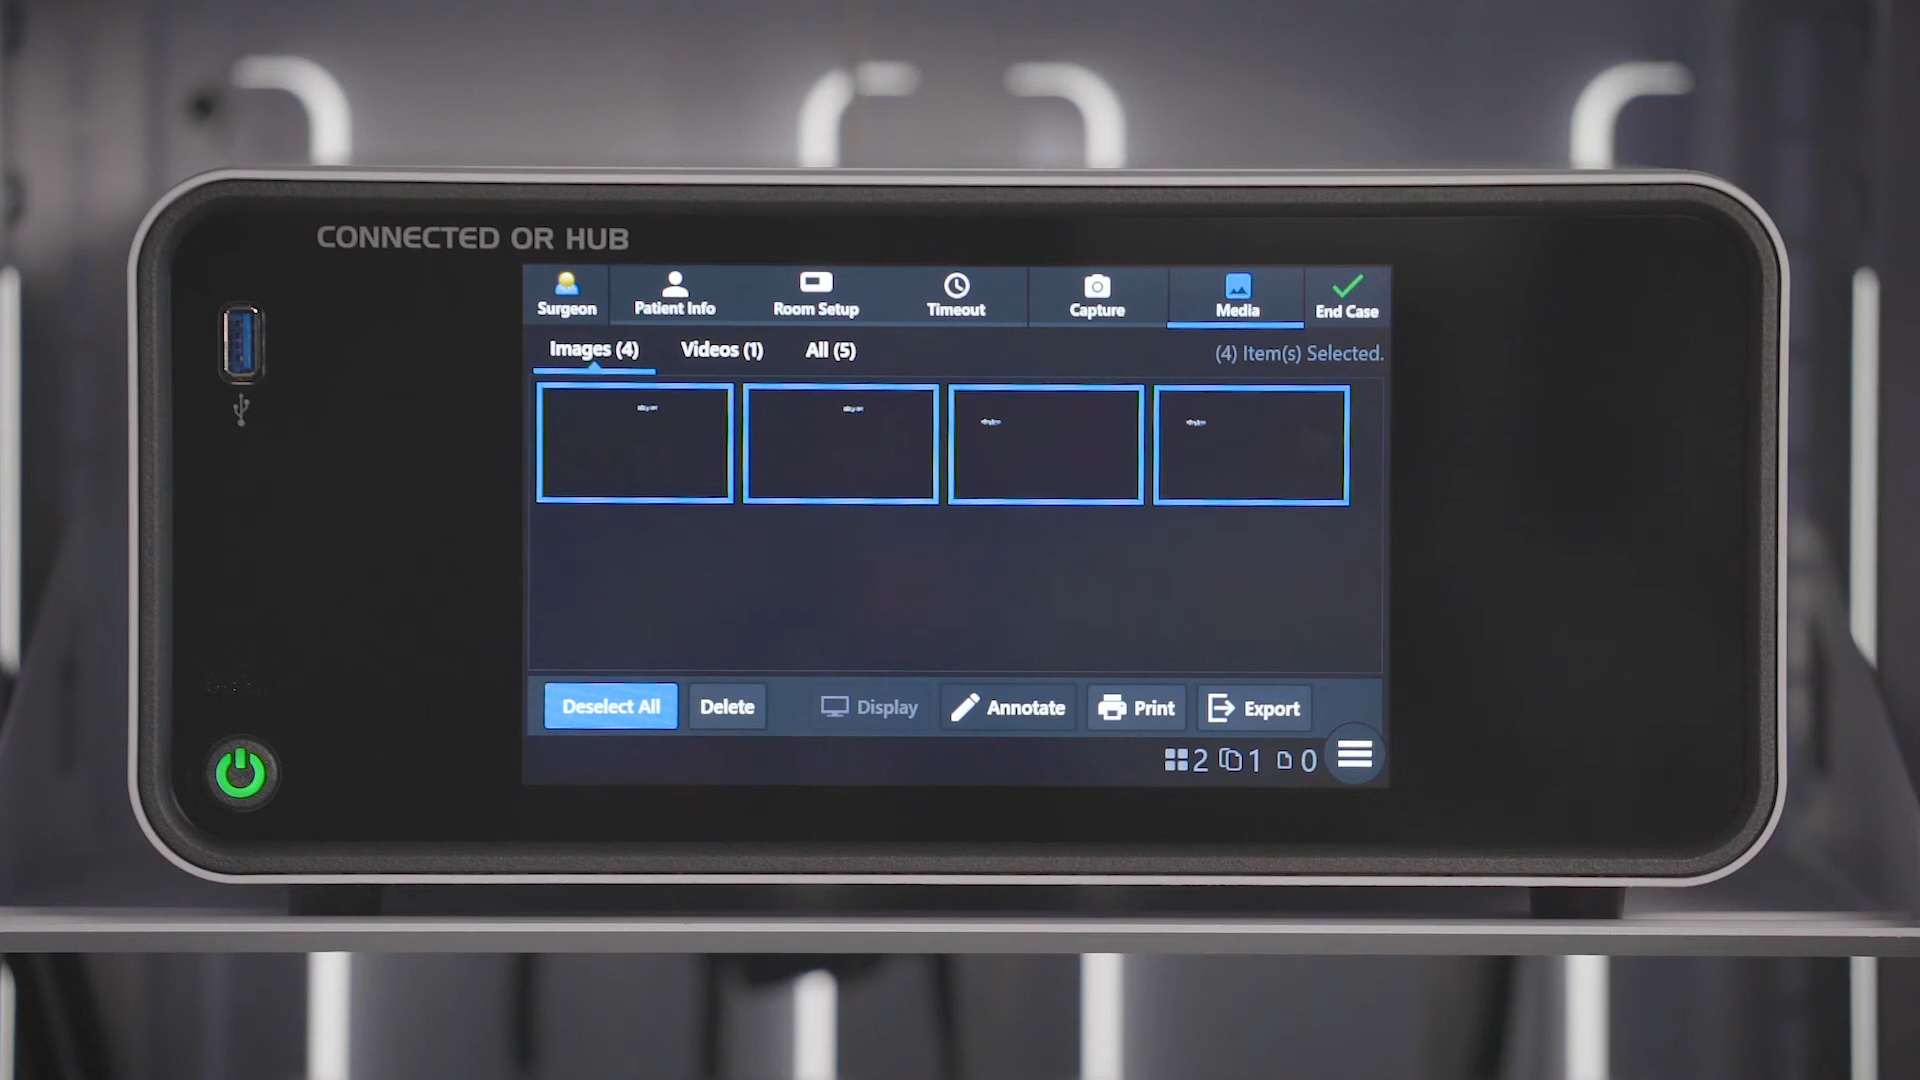 CONNECTED OR HUB
Surgeon Patient Info Room Setup Timeout Capture Media End Case
Images (4) Videos (1) All (5) (4) Item(s) Selected.
Deselect All Delete Display Annotate Print Export
2 1 0